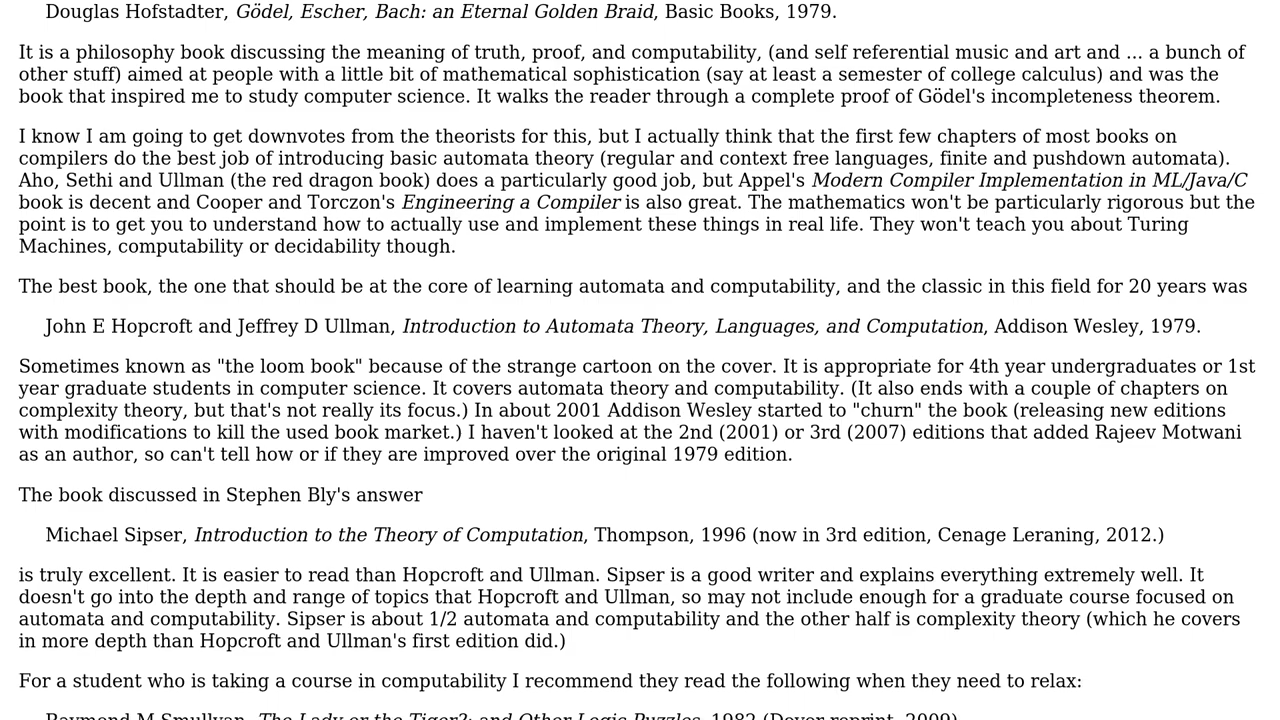 Douglas Hofstadter, Gödel, Escher, Bach: an Eternal Golden Braid, Basic Books, 1979.
It is a philosophy book discussing the meaning of truth, proof, and computability, (and self referential music and art and ... a bunch of
other stuff) aimed at people with a little bit of mathematical sophistication (say at least a semester of college calculus) and was the
book that inspired me to study computer science. It walks the reader through a complete proof of Gödel's incompleteness theorem.
I know I am going to get downvotes from the theorists for this, but I actually think that the first few chapters of most books on
compilers do the best job of introducing basic automata theory (regular and context free languages, finite and pushdown automata).
Aho, Sethi and Ullman (the red dragon book) does a particularly good job, but Appel's Modern Compiler Implementation in ML/Java/C
book is decent and Cooper and Torczon's Engineering a Compiler is also great. The mathematics won't be particularly rigorous but the
point is to get you to understand how to actually use and implement these things in real life. They won't teach you about Turing
Machines, computability or decidability though.
The best book, the one that should be at the core of learning automata and computability, and the classic in this field for 20 years was
John E Hopcroft and Jeffrey D Ullman, Introduction to Automata Theory, Languages, and Computation, Addison Wesley, 1979.
Sometimes known as "the loom book" because of the strange cartoon on the cover. It is appropriate for 4th year undergraduates or 1st
year graduate students in computer science. It covers automata theory and computability. (It also ends with a couple of chapters on
complexity theory, but that's not really its focus.) In about 2001 Addison Wesley started to "churn" the book (releasing new editions
with modifications to kill the used book market.) I haven't looked at the 2nd (2001) or 3rd (2007) editions that added Rajeev Motwani
as an author, so can't tell how or if they are improved over the original 1979 edition.
The book discussed in Stephen Bly's answer
Michael Sipser, Introduction to the Theory of Computation, Thompson, 1996 (now in 3rd edition, Cenage Leraning, 2012.)
is truly excellent. It is easier to read than Hopcroft and Ullman. Sipser is a good writer and explains everything extremely well. It
doesn't go into the depth and range of topics that Hopcroft and Ullman, so may not include enough for a graduate course focused on
automata and computability. Sipser is about 1/2 automata and computability and the other half is complexity theory (which he covers
in more depth than Hopcroft and Ullman's first edition did.)
For a student who is taking a course in computability I recommend they read the following when they need to relax:
Raymond M Smullyan, The Lady or the Tiger?: and Other Logic Puzzles, 1982 (Dover reprint, 2009)